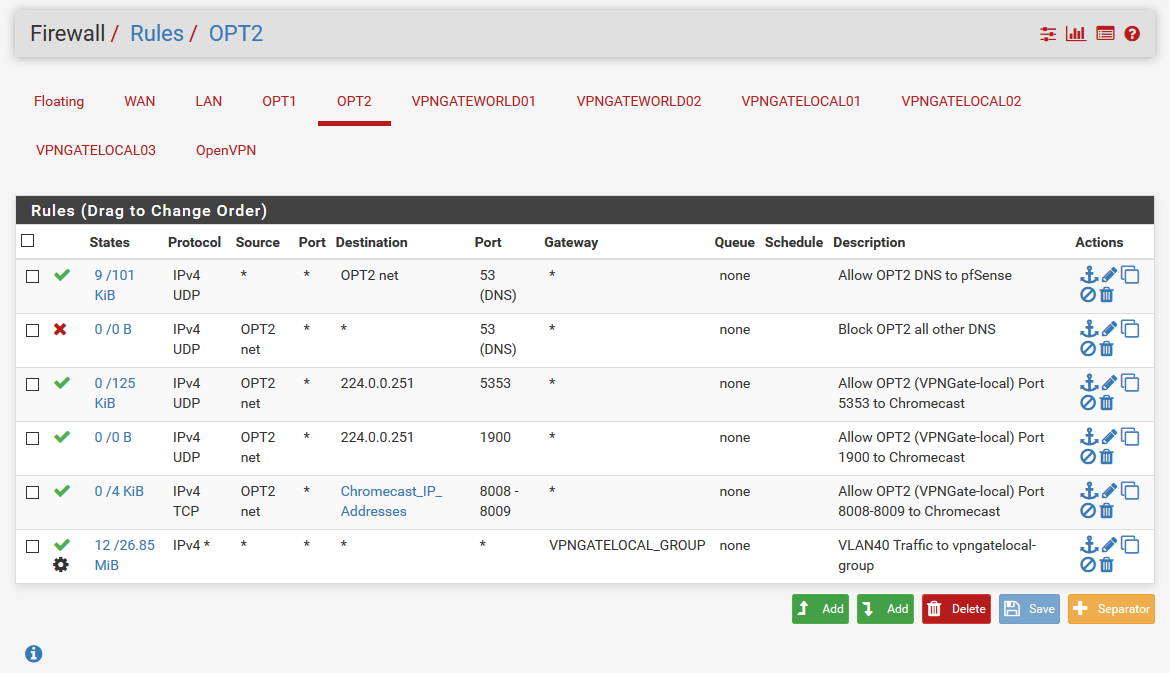 Firewall / Rules / OPT2
Floating WAN LAN OPT1 OPT2 VPNGATEWORLD01 VPNGATEWORLD02 VPNGATELOCAL01 VPNGATELOCAL02
VPNGATELOCAL03 OpenVPN
Rules (Drag to Change Order)
States Protocol Source Port Destination Port Gateway Queue Schedule Description Actions
9 /101 IPv4 * * OPT2 net 53 * none Allow OPT2 DNS to pfSense
KiB UDP (DNS)
0 /0 B IPv4 OPT2 * * 53 * none Block OPT2 all other DNS
UDP net (DNS)
0 /125 IPv4 OPT2 * 224.0.0.251 5353 * none Allow OPT2 (VPNGate-local) Port
KiB UDP net 5353 to Chromecast
0 /0 B IPv4 OPT2 * 224.0.0.251 1900 * none Allow OPT2 (VPNGate-local) Port
UDP net 1900 to Chromecast
0 /4 KiB IPv4 OPT2 * Chromecast_IP_ 8008 - * none Allow OPT2 (VPNGate-local) Port
TCP net Addresses 8009 8008-8009 to Chromecast
12 /26.85 IPv4 * * * * * VPNGATELOCAL_GROUP none VLAN40 Traffic to vpngatelocal-
MiB group
Add Add Delete Save Separator